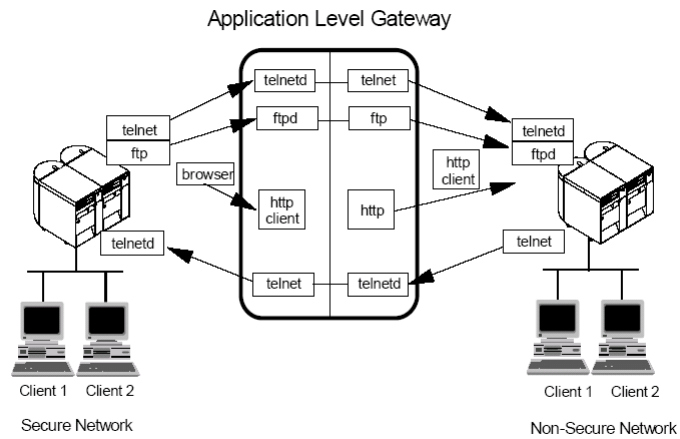 Application Level Gateway
telnetd
telnet
telnet
ftp
ftpd
ftp
telnetd
ftpd
browser
http
client
http
client
http
telnetd
telnet
telnet
telnetd
Client 1
Client 2
Client 1
Client 2
Secure Network
Non-Secure Network